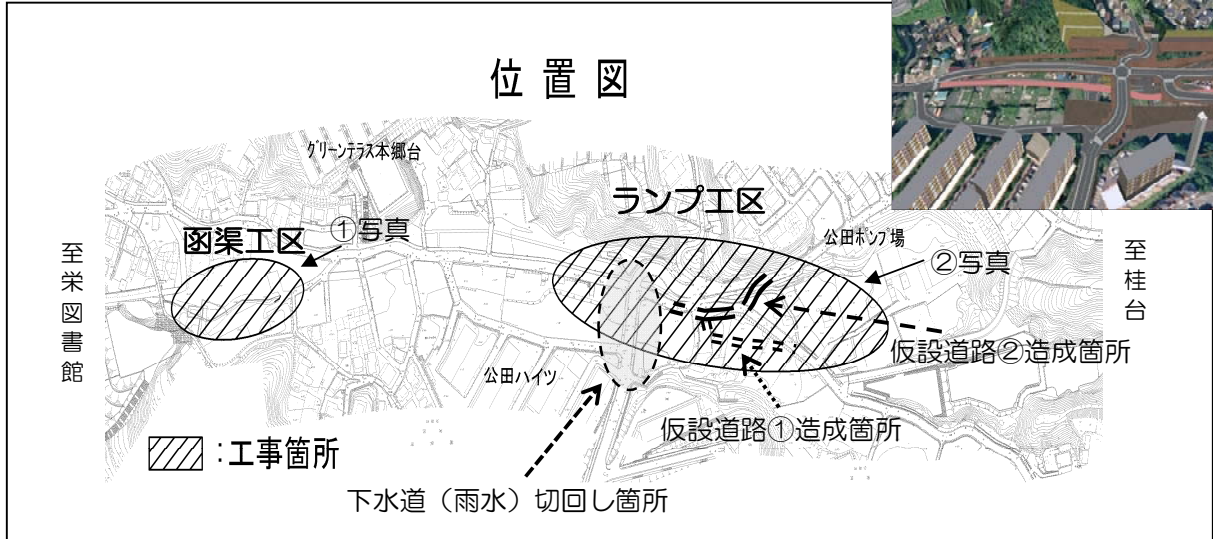 位置図
グリーンテラス本郷台
ランプ工区
函渠工区
①写真
公田ポンプ場
②写真
至栄図書館
至桂台
仮設道路②造成箇所
公田ハイツ
仮設道路①造成箇所
:工事箇所
下水道（雨水）切回し箇所